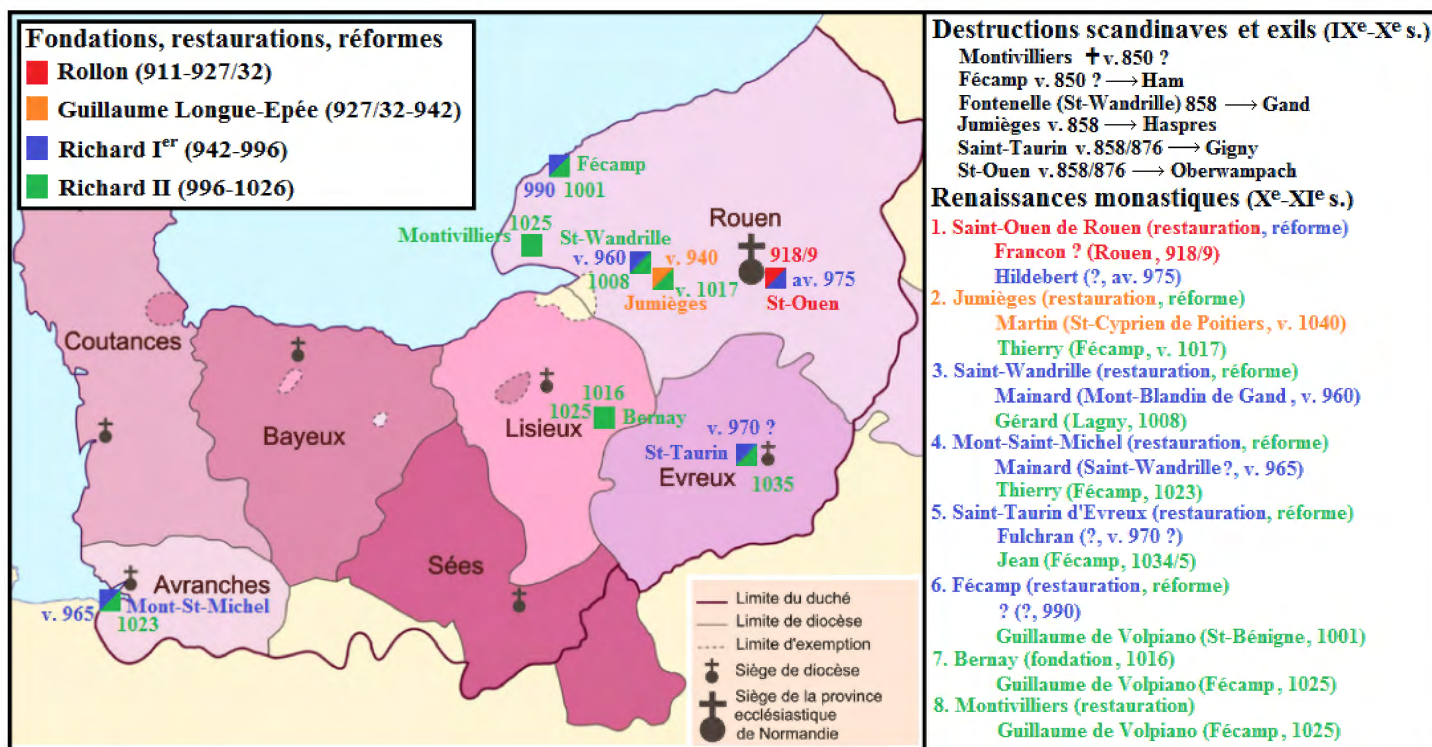 Fondations, restaurations, réformes
Rollon (911-927/32)
Guillaume Longue-Epée (927/32-942)
Richard Ier (942-996)
Richard II (996-1026)
Fécamp
990 1001
1025
Montivilliers
St-Wandrille
v. 960 v. 940
1008 v. 1017
Jumièges
Rouen
918/9
av. 975
St-Ouen
Coutances
Bayeux
Lisieux
1016
1025 Bernay
v. 970 ?
St-Taurin
Evreux 1035
Sées
Avranches
v. 965 Mont-St-Michel
1023
Limite du duché
Limite de diocèse
Limite d'exemption
Siège de diocèse
Siège de la province
ecclésiastique
de Normandie
Destructions scandinaves et exils (IXe-Xe s.)
Montivilliers ✝ v. 850 ?
Fécamp v. 850 ? → Ham
Fontenelle (St-Wandrille) 858 → Gand
Jumièges v. 858 → Haspres
Saint-Taurin v. 858/876 → Gigny
St-Ouen v. 858/876 → Oberwampach
Renaissances monastiques (Xe-XIe s.)
1. Saint-Ouen de Rouen (restauration, réforme)
Francon ? (Rouen, 918/9)
Hildebert (?, av. 975)
2. Jumièges (restauration, réforme)
Martin (St-Cyprien de Poitiers, v. 1040)
Thierry (Fécamp, v. 1017)
3. Saint-Wandrille (restauration, réforme)
Mainard (Mont-Blandin de Gand, v. 960)
Gérard (Lagny, 1008)
4. Mont-Saint-Michel (restauration, réforme)
Mainard (Saint-Wandrille?, v. 965)
Thierry (Fécamp, 1023)
5. Saint-Taurin d'Evreux (restauration, réforme)
Fulchran (?, v. 970 ?)
Jean (Fécamp, 1034/5)
6. Fécamp (restauration, réforme)
? (?, 990)
Guillaume de Volpiano (St-Bénigne, 1001)
7. Bernay (fondation, 1016)
Guillaume de Volpiano (Fécamp, 1025)
8. Montivilliers (restauration)
Guillaume de Volpiano (Fécamp, 1025)